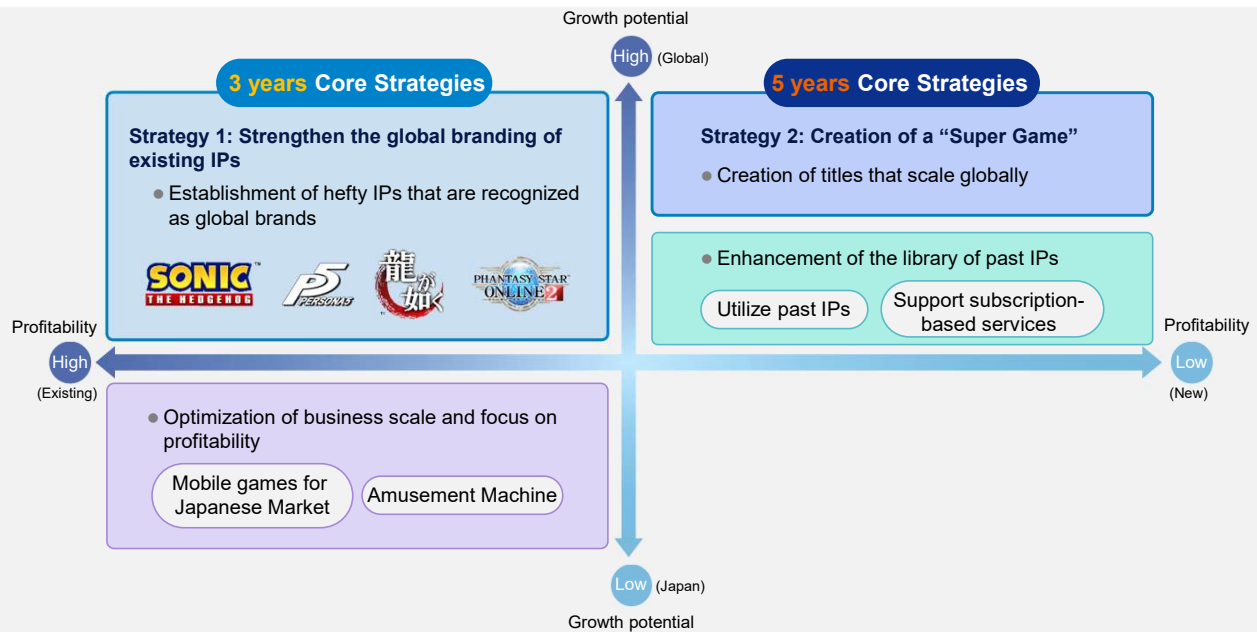 Growth potential
High (Global)
3 years Core Strategies
5 years Core Strategies
Strategy 1: Strengthen the global branding of
existing IPs
● Establishment of hefty IPs that are recognized
as global brands
SONIC™
THE HEDGEHOG
P5
PERSONA5
龍が如く™
PHANTASY STAR
ONLINE 2
Strategy 2: Creation of a “Super Game”
● Creation of titles that scale globally
● Enhancement of the library of past IPs
Utilize past IPs
Support subscription-
based services
Profitability
High
(Existing)
Profitability
Low
(New)
● Optimization of business scale and focus on
profitability
Mobile games for
Japanese Market
Amusement Machine
Low (Japan)
Growth potential